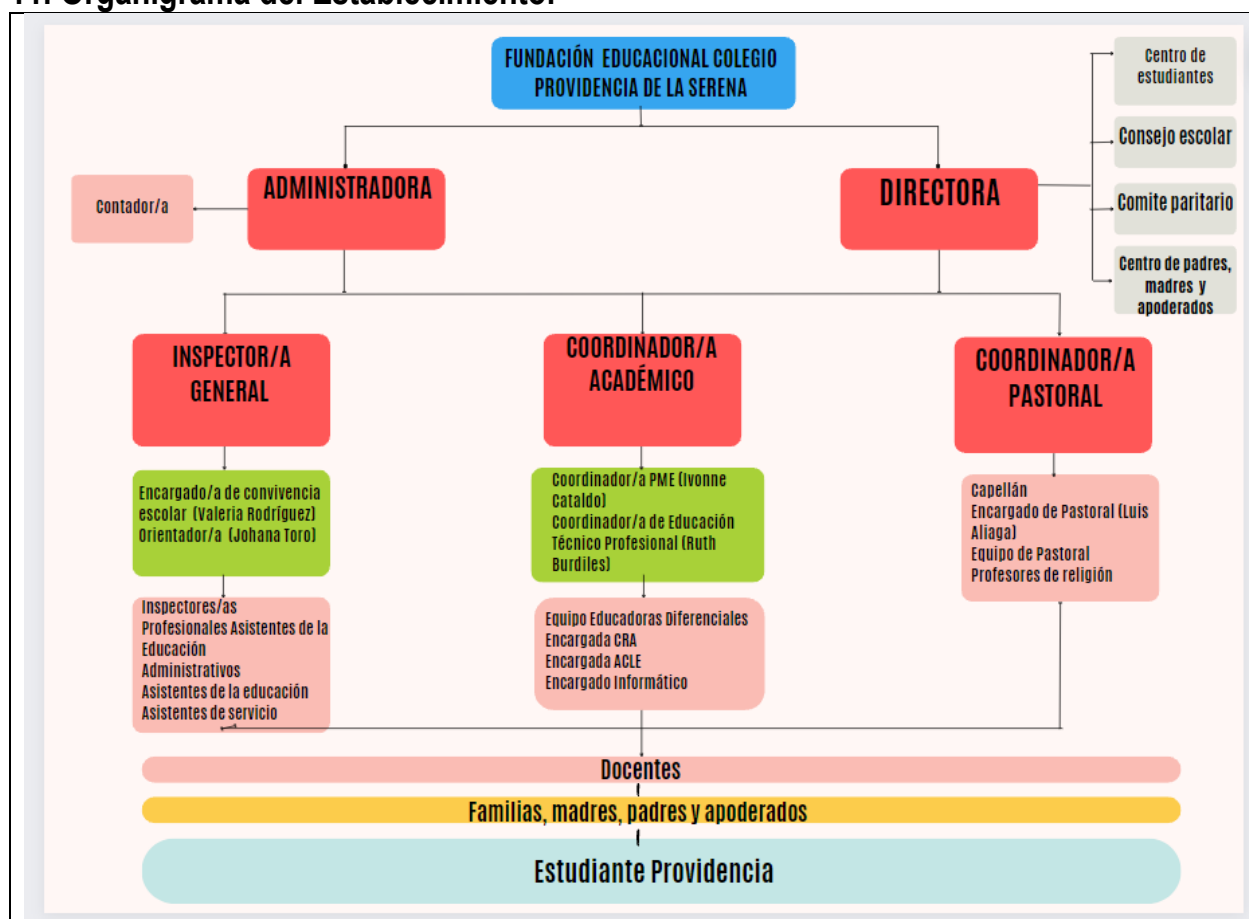 11. Organigrama del Establecimiento.
FUNDACIÓN EDUCACIONAL COLEGIO
PROVIDENCIA DE LA SERENA
Centro de
estudiantes
Consejo escolar
Comite paritario
Centro de padres,
madres y
apoderados
ADMINISTRADORA
DIRECTORA
Contador/a
INSPECTOR/A
GENERAL
COORDINADOR/A
ACADÉMICO
COORDINADOR/A
PASTORAL
Encargado/a de convivencia
escolar (Valeria Rodríguez)
Orientador/a (Johana Toro)
Coordinador/a PME (Ivonne
Cataldo)
Coordinador/a de Educación
Técnico Profesional (Ruth
Burdiles)
Capellán
Encargado de Pastoral (Luis
Aliaga)
Equipo de Pastoral
Profesores de religión
Inspectores/as
Profesionales Asistentes de la
Educación
Administrativos
Asistentes de la educación
Asistentes de servicio
Equipo Educadoras Diferenciales
Encargada CRA
Encargada ACLE
Encargado Informático
Docentes
Familias, madres, padres y apoderados
Estudiante Providencia